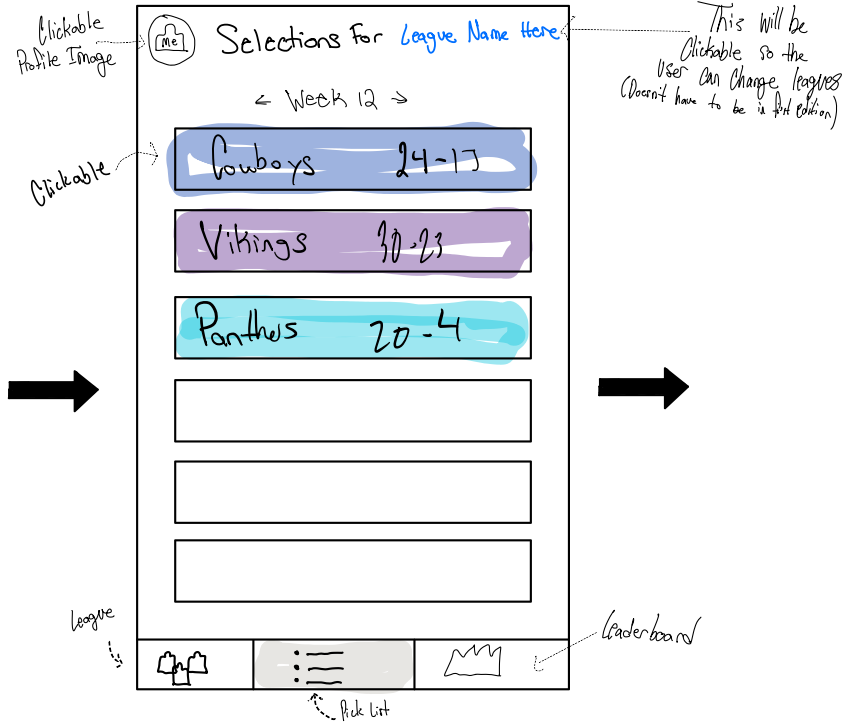 Clickable
Profile Image
Me
Selections For League Name Here
This will be
Clickable so the
User can Change leagues
(Doesn't have to be in first edition)
← Week 12 →
Clickable
Cowboys 24-17
Vikings 30-23
Panthers 20-4
League
Leaderboard
Pick List